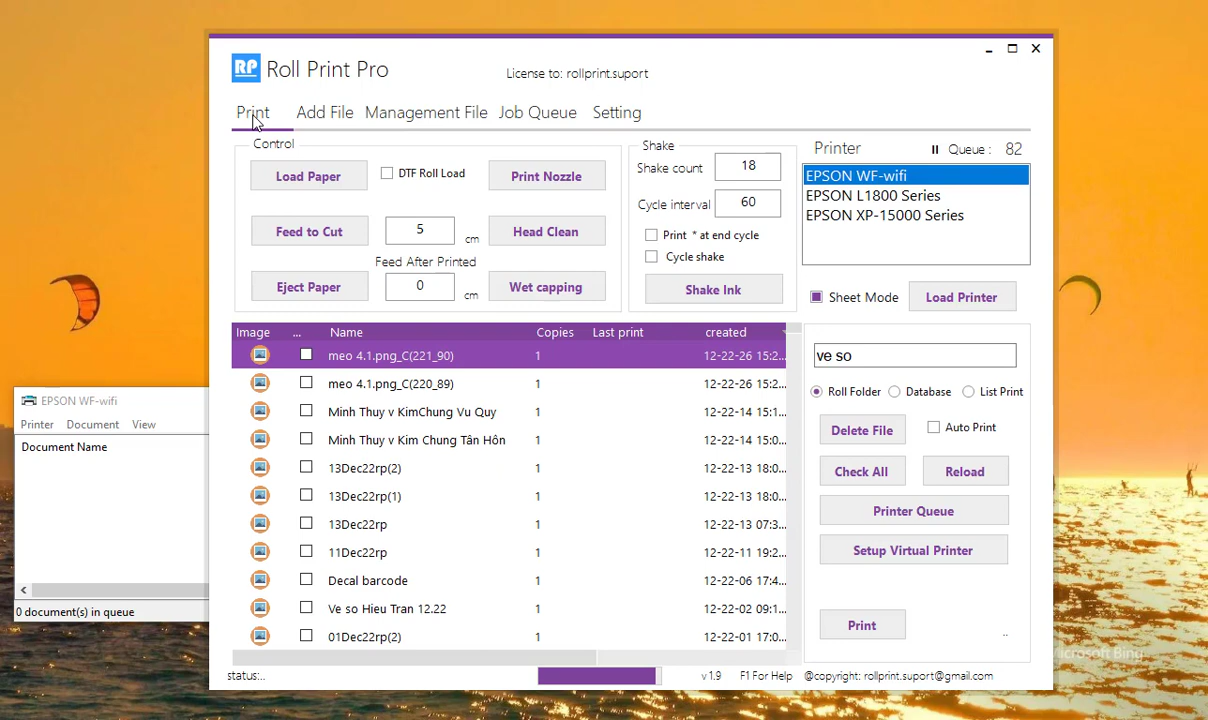 RP Roll Print Pro
License to: rollprint.suport
Print Add File Management File Job Queue Setting
Control
Load Paper DTF Roll Load Print Nozzle
Feed to Cut 5 cm Head Clean
Feed After Printed
Eject Paper 0 cm Wet capping
Shake
Shake count 18
Cycle interval 60
Print * at end cycle
Cycle shake
Shake Ink
Printer Queue : 82
EPSON WF-wifi
EPSON L1800 Series
EPSON XP-15000 Series
Sheet Mode Load Printer
Image ... Name Copies Last print created
meo 4.1.png_C(221_90) 1 12-22-26 15:2...
meo 4.1.png_C(220_89) 1 12-22-26 15:2...
Minh Thuy v KimChung Vu Quy 1 12-22-14 15:1...
Minh Thuy v Kim Chung Tân Hôn 1 12-22-14 15:0...
13Dec22rp(2) 1 12-22-13 18:0...
13Dec22rp(1) 1 12-22-13 18:0...
13Dec22rp 1 12-22-13 07:3...
11Dec22rp 1 12-22-11 19:2...
Decal barcode 1 12-22-06 17:4...
Ve so Hieu Tran 12.22 1 12-22-02 09:1...
01Dec22rp(2) 1 12-22-01 17:0...
ve so
Roll Folder Database List Print
Delete File Auto Print
Check All Reload
Printer Queue
Setup Virtual Printer
Print ..
status:.. v 1.9 F1 For Help @copyright: rollprint.suport@gmail.com
EPSON WF-wifi
Printer Document View
Document Name
0 document(s) in queue
Microsoft Bing